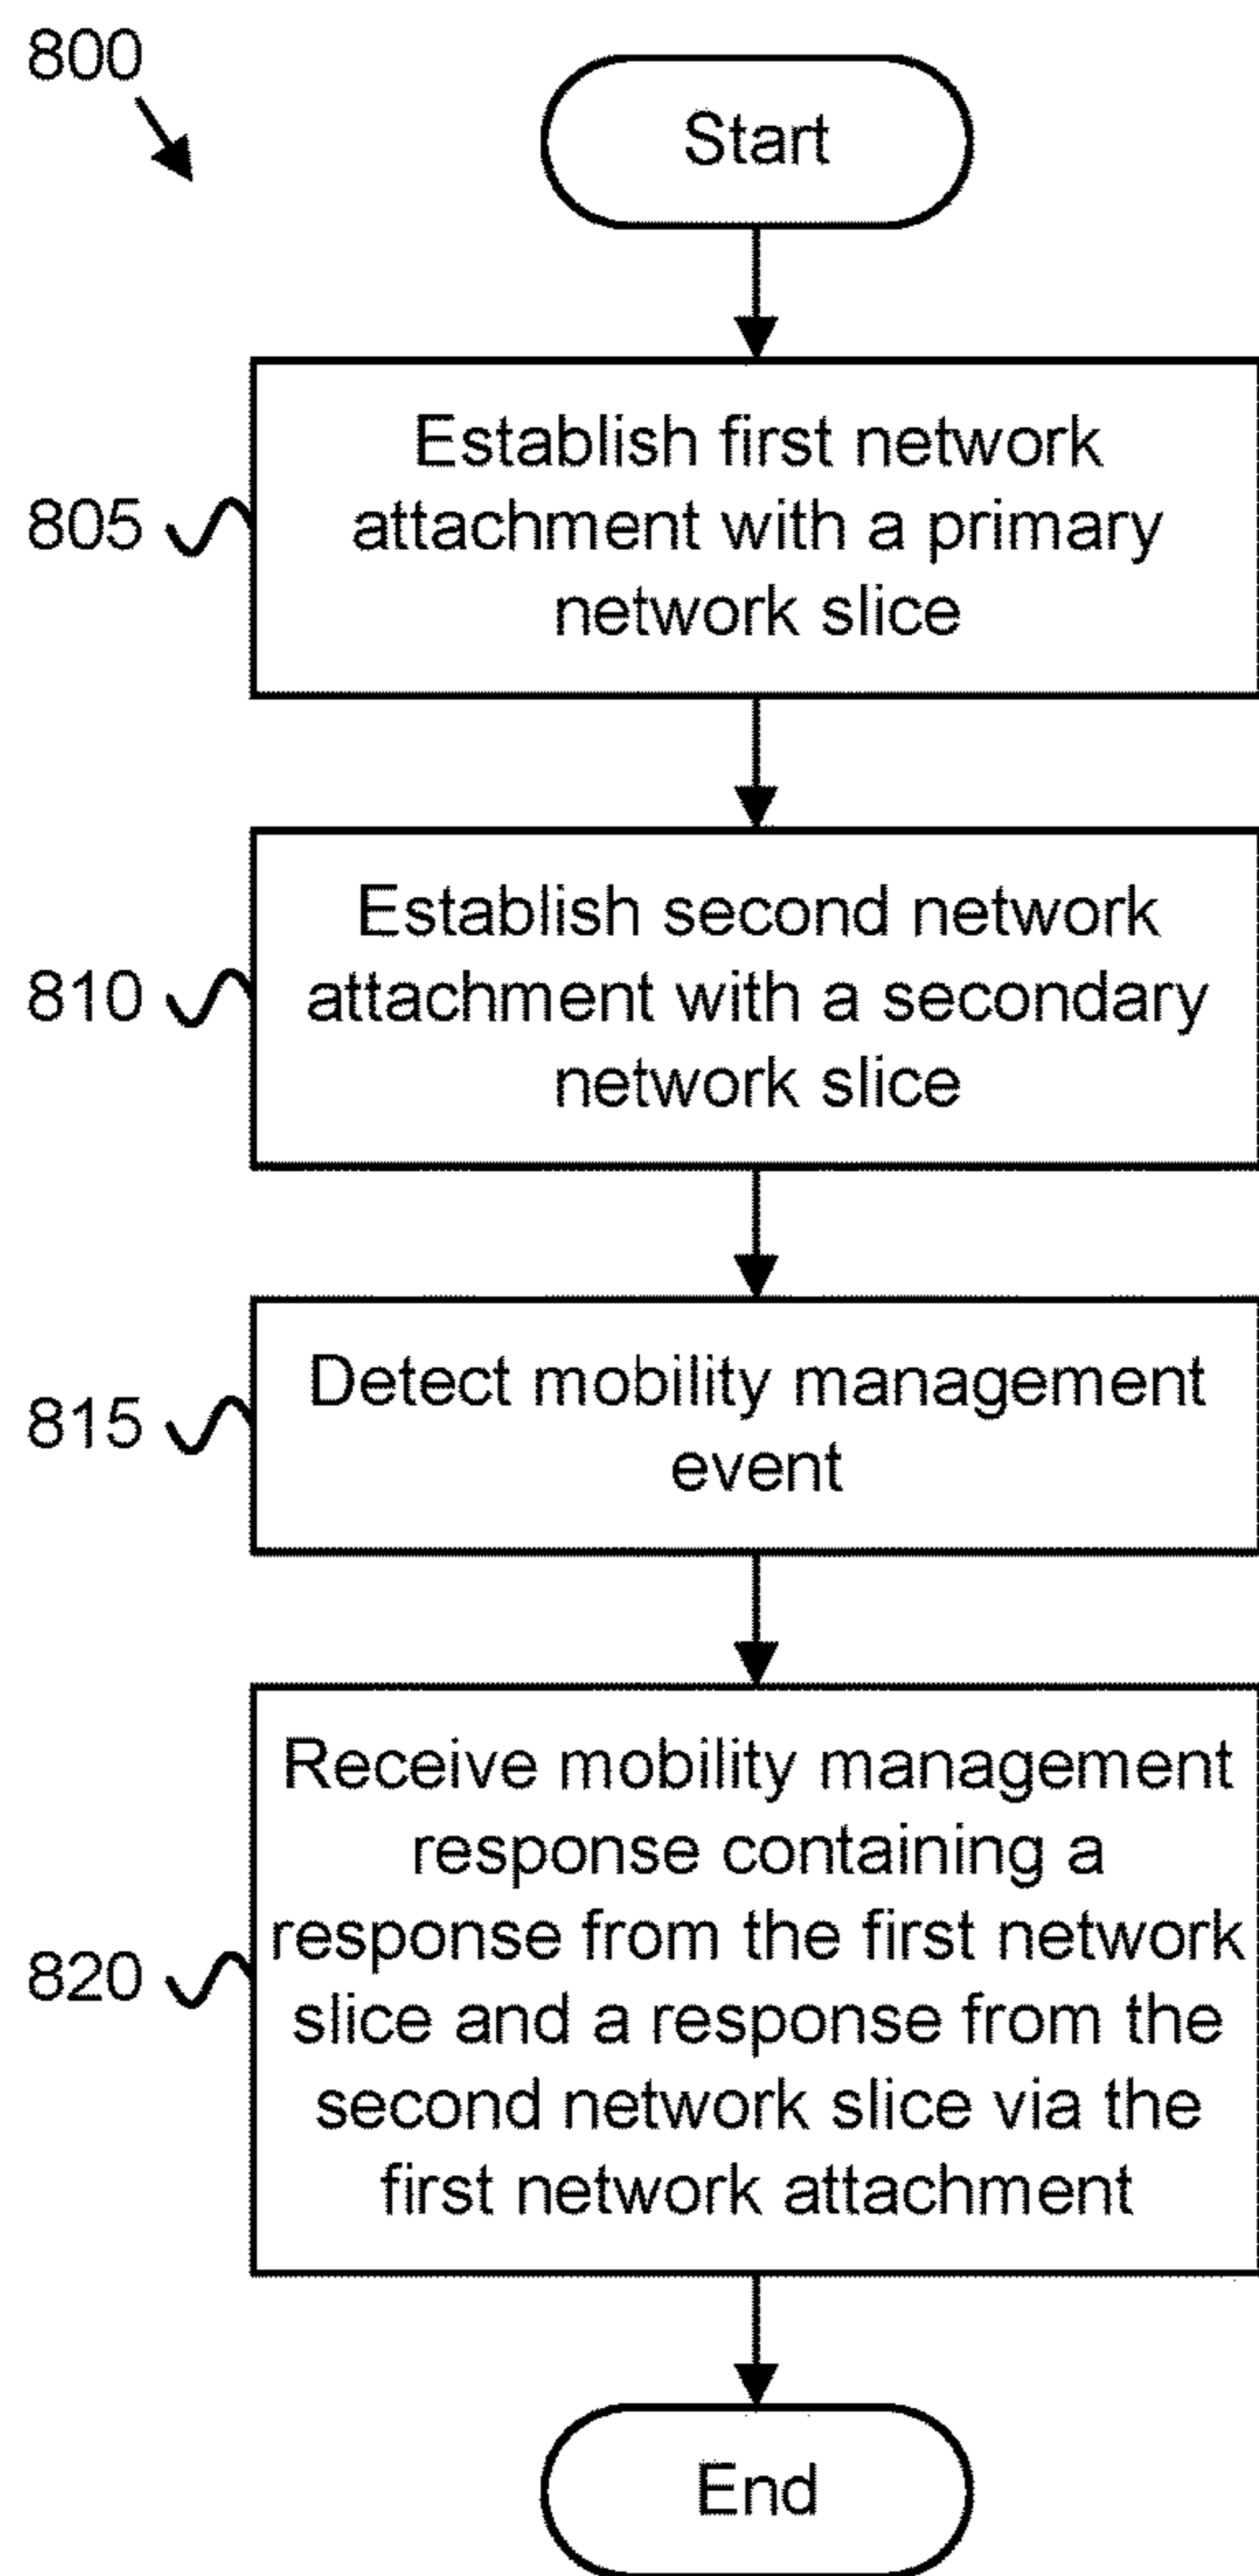 800
Start
Establish first network
805
attachment with a primary
network slice
Establish second network
810
attachment with a secondary
network slice
Detect mobility management
815
event
Receive mobility management
response containing a
response from the first network
820
slice and a response from the
second network slice via the
first network attachment
End